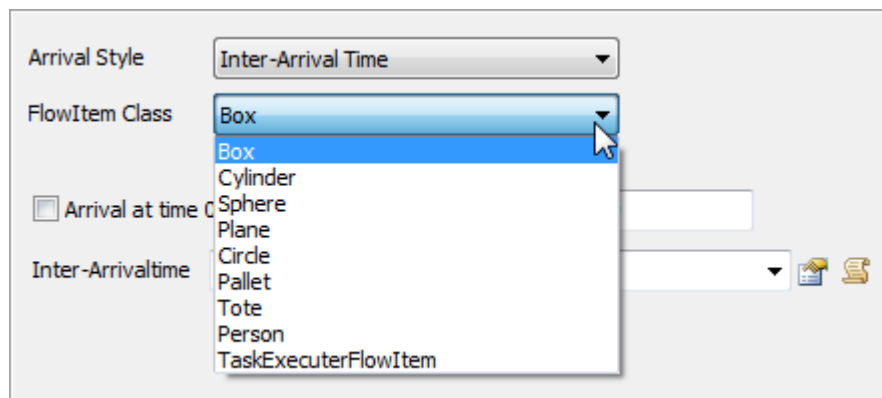 Arrival Style Inter-Arrival Time
FlowItem Class Box
Box
Cylinder
Arrival at time 0 Sphere
Plane
Circle
Inter-Arrivaltime Pallet
Tote
Person
TaskExecuterFlowItem